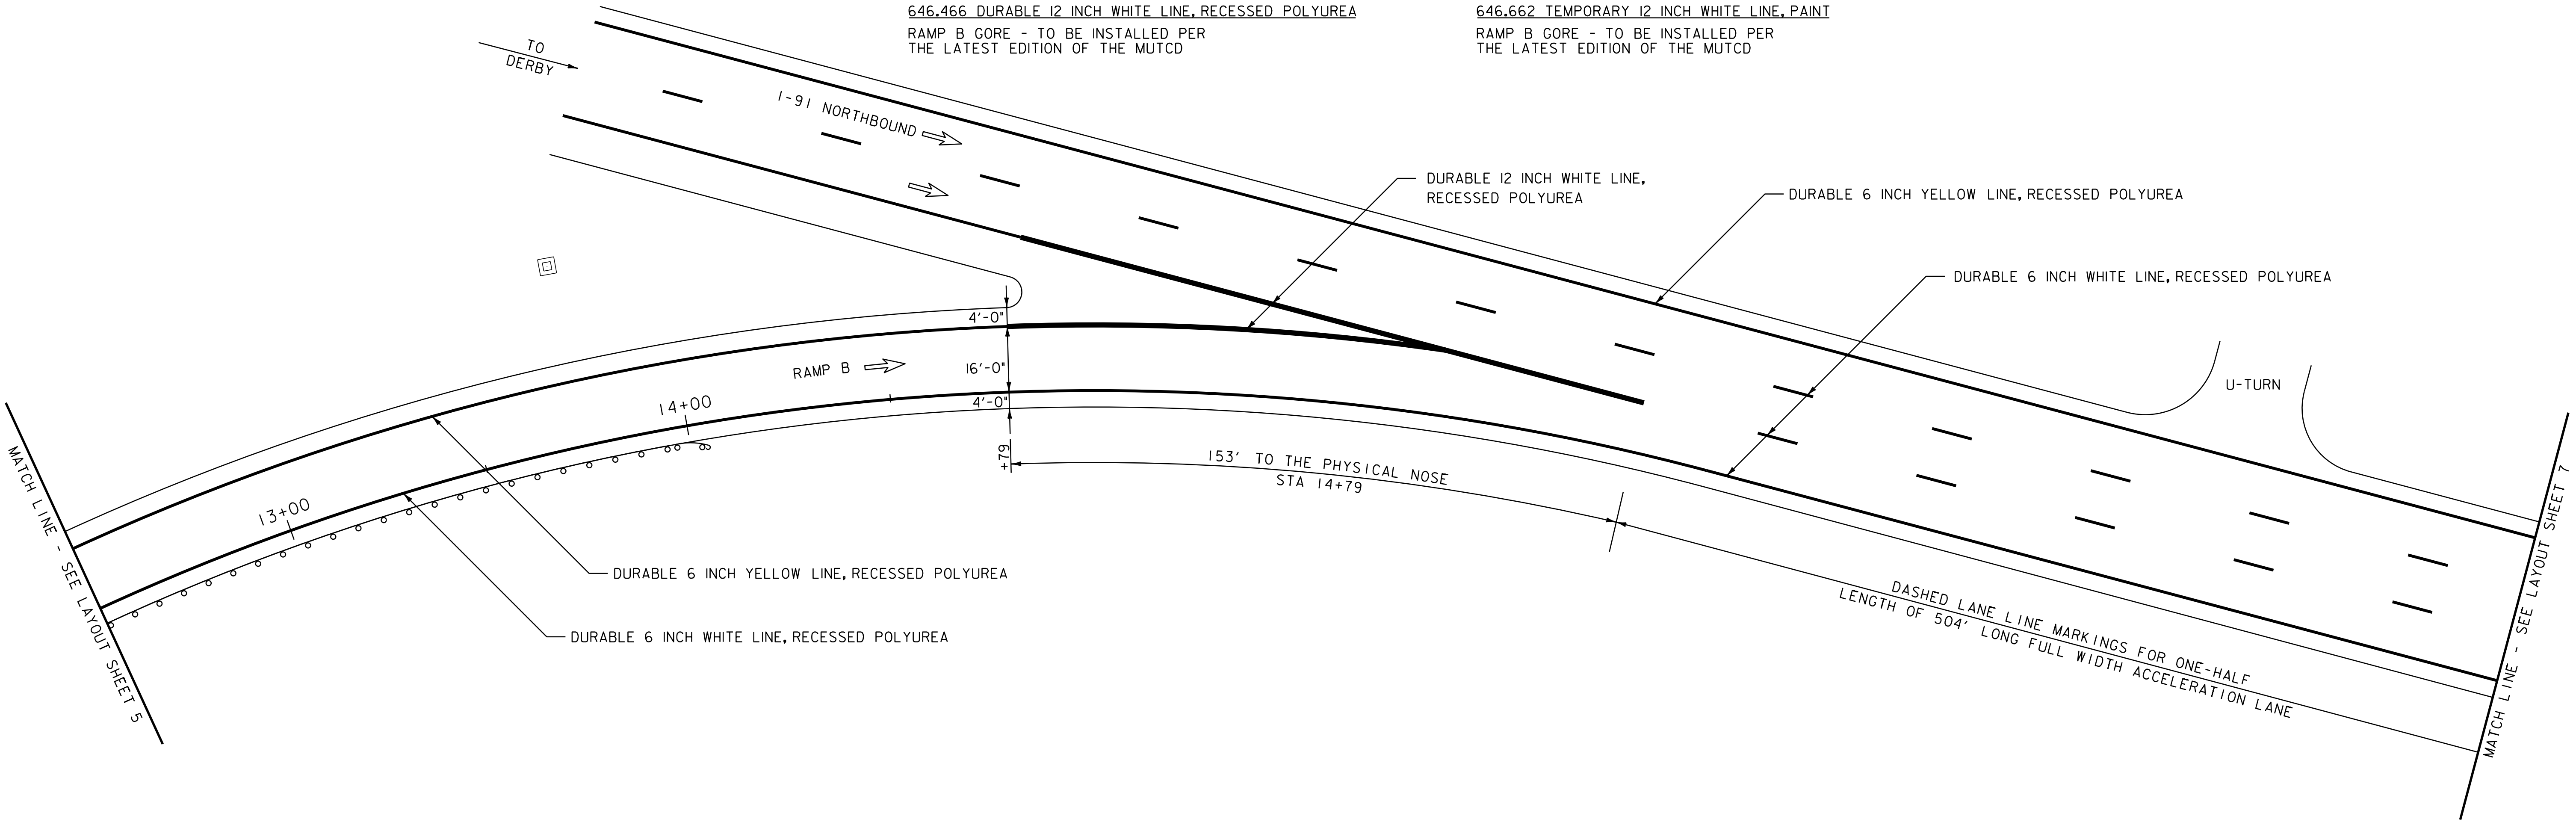 646.466 DURABLE 12 INCH WHITE LINE, RECESSED POLYUREA
RAMP B GORE - TO BE INSTALLED PER
THE LATEST EDITION OF THE MUTCD
646.662 TEMPORARY 12 INCH WHITE LINE, PAINT
RAMP B GORE - TO BE INSTALLED PER
THE LATEST EDITION OF THE MUTCD
TO
DERBY
I-91 NORTHBOUND
DURABLE 12 INCH WHITE LINE,
RECESSED POLYUREA
DURABLE 6 INCH YELLOW LINE, RECESSED POLYUREA
DURABLE 6 INCH WHITE LINE, RECESSED POLYUREA
U-TURN
4'-0"
16'-0"
4'-0"
RAMP B
14+00
13+00
+79
153' TO THE PHYSICAL NOSE
STA 14+79
DURABLE 6 INCH YELLOW LINE, RECESSED POLYUREA
DURABLE 6 INCH WHITE LINE, RECESSED POLYUREA
DASHED LANE LINE MARKINGS FOR ONE-HALF
LENGTH OF 504' LONG FULL WIDTH ACCELERATION LANE
MATCH LINE - SEE LAYOUT SHEET 5
MATCH LINE - SEE LAYOUT SHEET 7